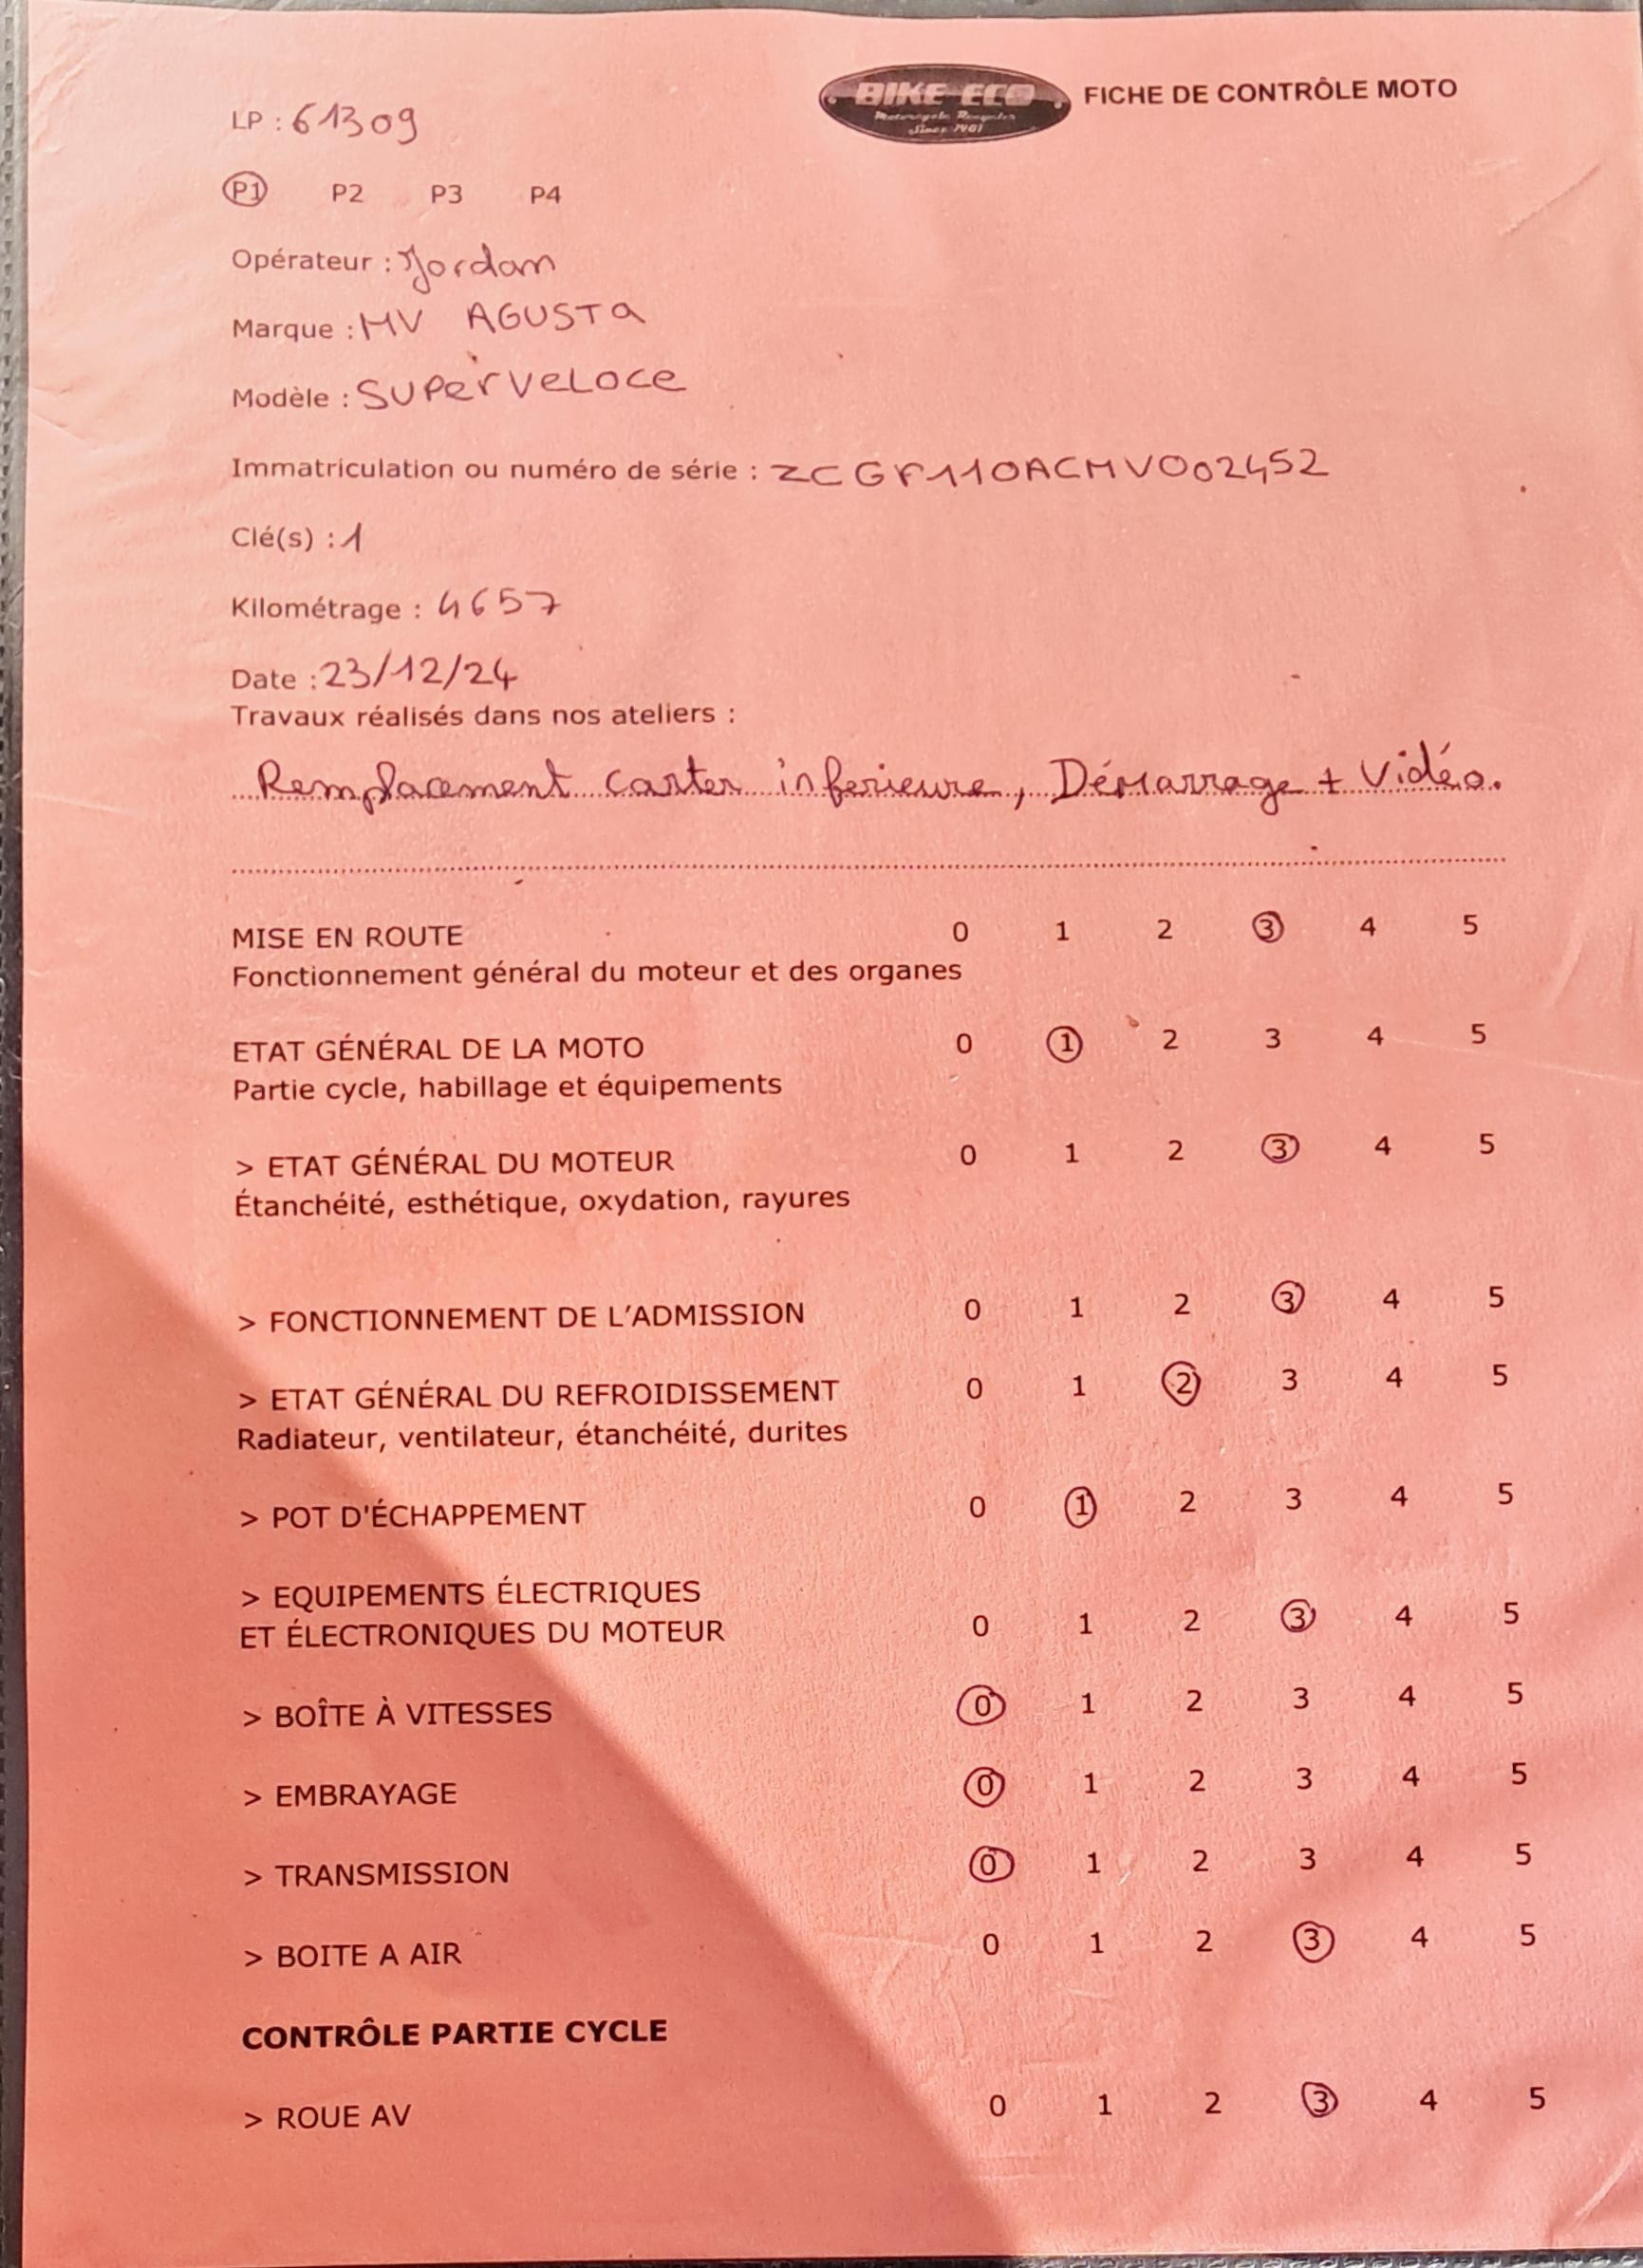 BIKE ECO
Motorcycle Recycler
Since 1981
FICHE DE CONTRÔLE MOTO
LP : 61309
P1 P2 P3 P4
Opérateur : Jordan
Marque : MV AGUSTA
Modèle : SUPERVELOCE
Immatriculation ou numéro de série : ZCGF110ACMV002452
Clé(s) : 1
Kilométrage : 4657
Date : 23/12/24
Travaux réalisés dans nos ateliers :
Remplacement carter inferieure, Démarrage + Vidéo.
MISE EN ROUTE 0 1 2 3 4 5
Fonctionnement général du moteur et des organes
ETAT GÉNÉRAL DE LA MOTO 0 1 2 3 4 5
Partie cycle, habillage et équipements
> ETAT GÉNÉRAL DU MOTEUR 0 1 2 3 4 5
Étanchéité, esthétique, oxydation, rayures
> FONCTIONNEMENT DE L'ADMISSION 0 1 2 3 4 5
> ETAT GÉNÉRAL DU REFROIDISSEMENT 0 1 2 3 4 5
Radiateur, ventilateur, étanchéité, durites
> POT D'ÉCHAPPEMENT 0 1 2 3 4 5
> EQUIPEMENTS ÉLECTRIQUES
ET ÉLECTRONIQUES DU MOTEUR 0 1 2 3 4 5
> BOÎTE À VITESSES 0 1 2 3 4 5
> EMBRAYAGE 0 1 2 3 4 5
> TRANSMISSION 0 1 2 3 4 5
> BOITE A AIR 0 1 2 3 4 5
CONTRÔLE PARTIE CYCLE
> ROUE AV 0 1 2 3 4 5